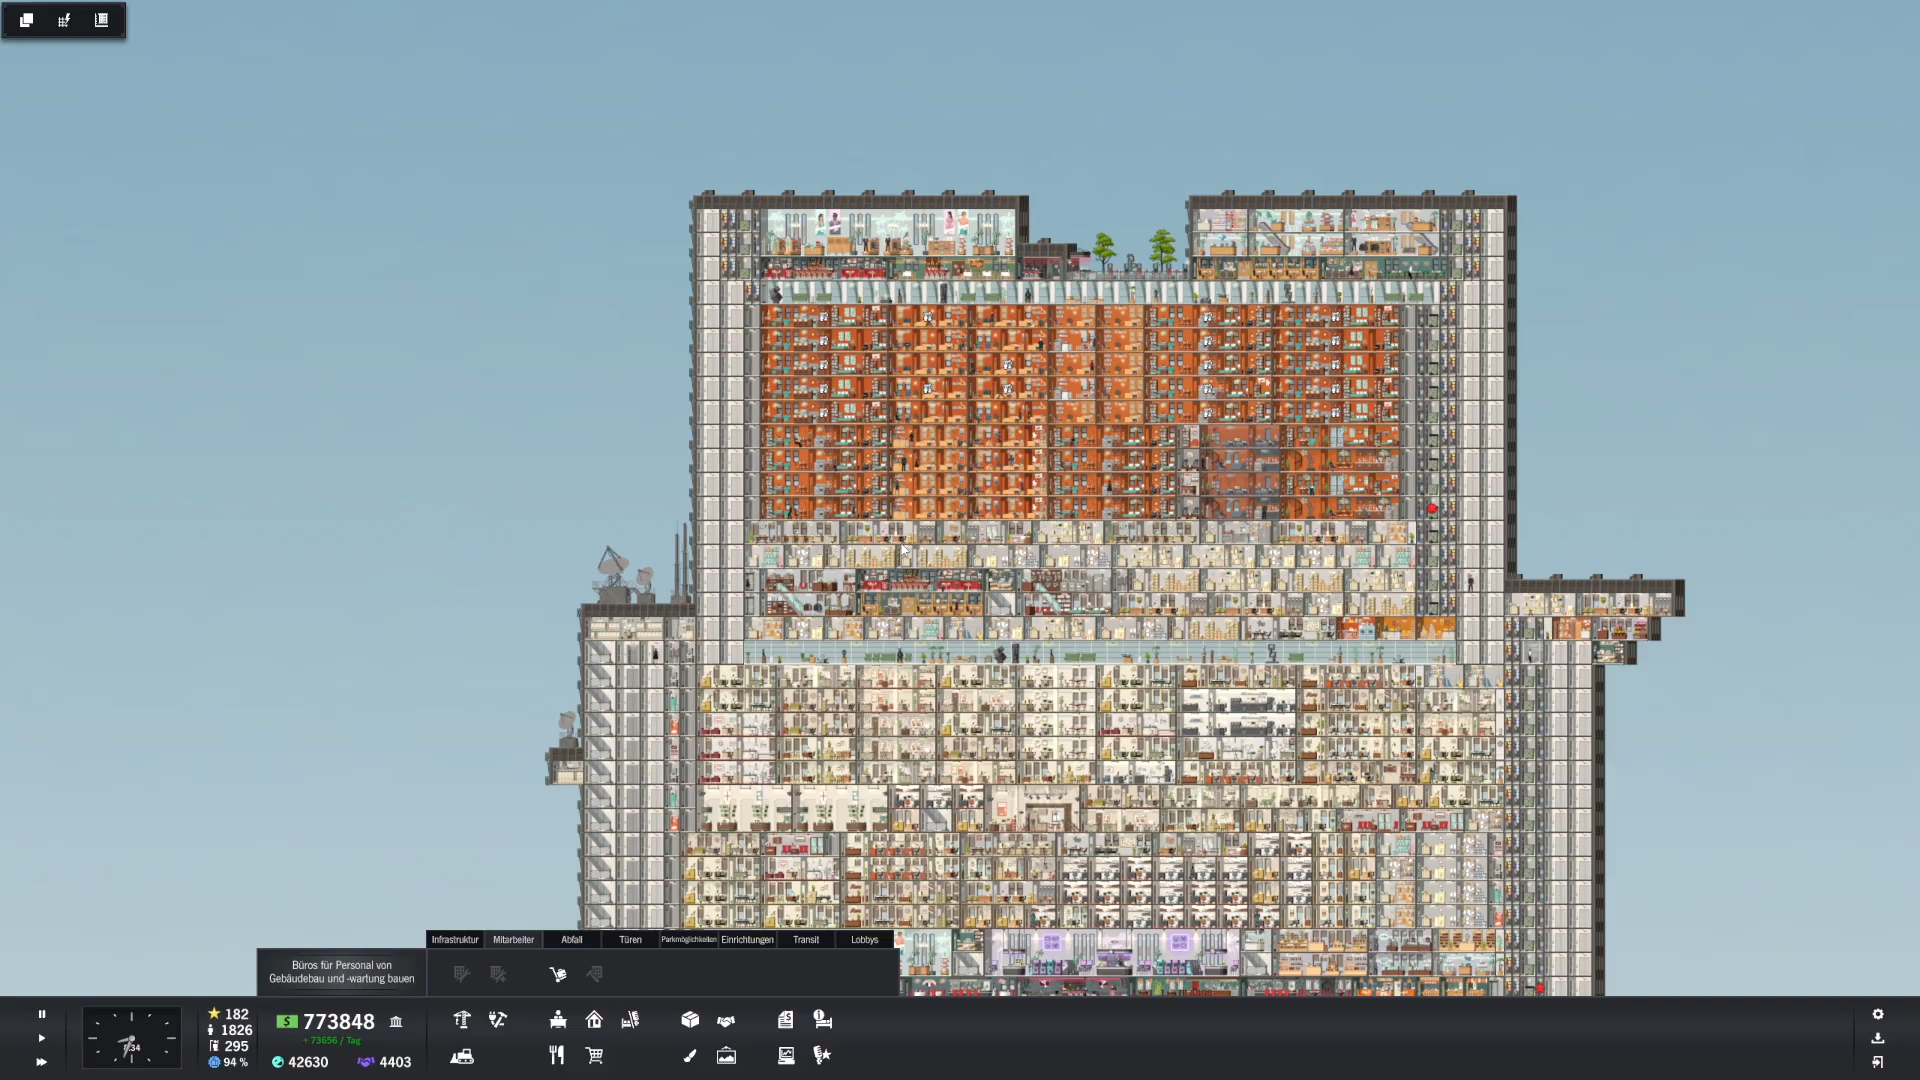 Infrastruktur Mitarbeiter Abfall Türen Parkmöglichkeiten Einrichtungen Transit Lobbys
Büros für Personal von
Gebäudebau und -wartung bauen
182
1826
295
94 %
$ 773848
+ 73656 / Tag
42630 4403